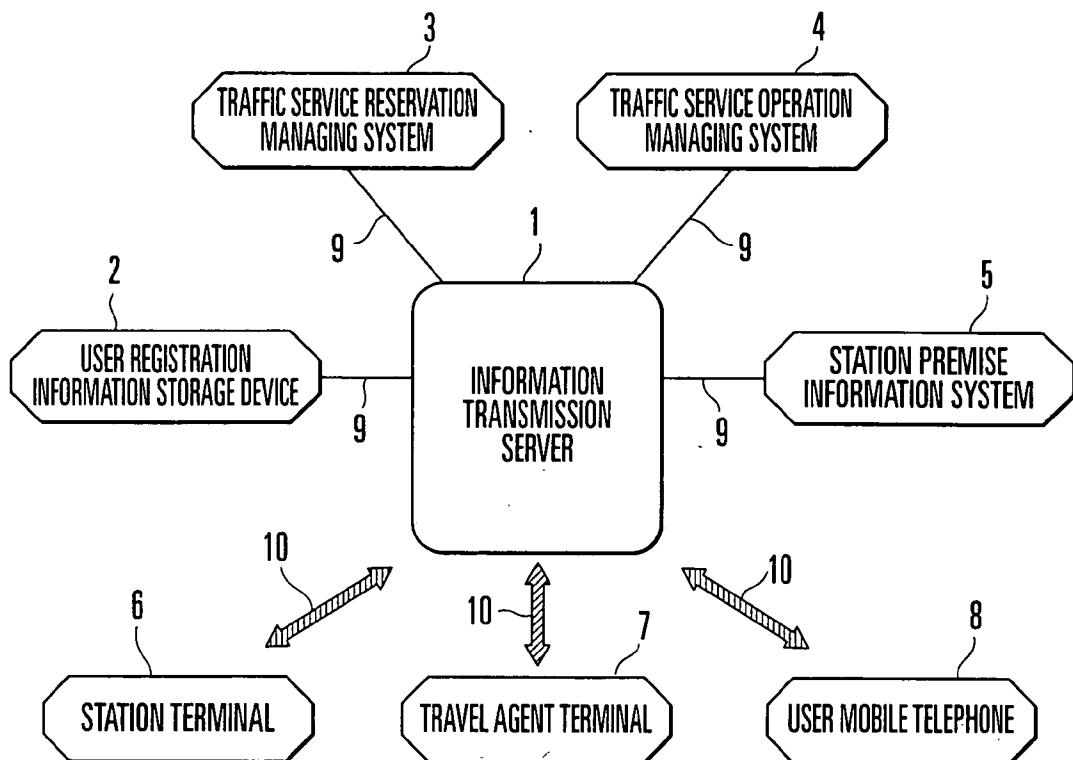 3
4
TRAFFIC SERVICE RESERVATION
MANAGING SYSTEM
TRAFFIC SERVICE OPERATION
MANAGING SYSTEM
9
1
9
2
5
USER REGISTRATION
INFORMATION STORAGE DEVICE
9
INFORMATION
TRANSMISSION
SERVER
9
STATION PREMISE
INFORMATION SYSTEM
10
10
10
6
7
8
STATION TERMINAL
TRAVEL AGENT TERMINAL
USER MOBILE TELEPHONE